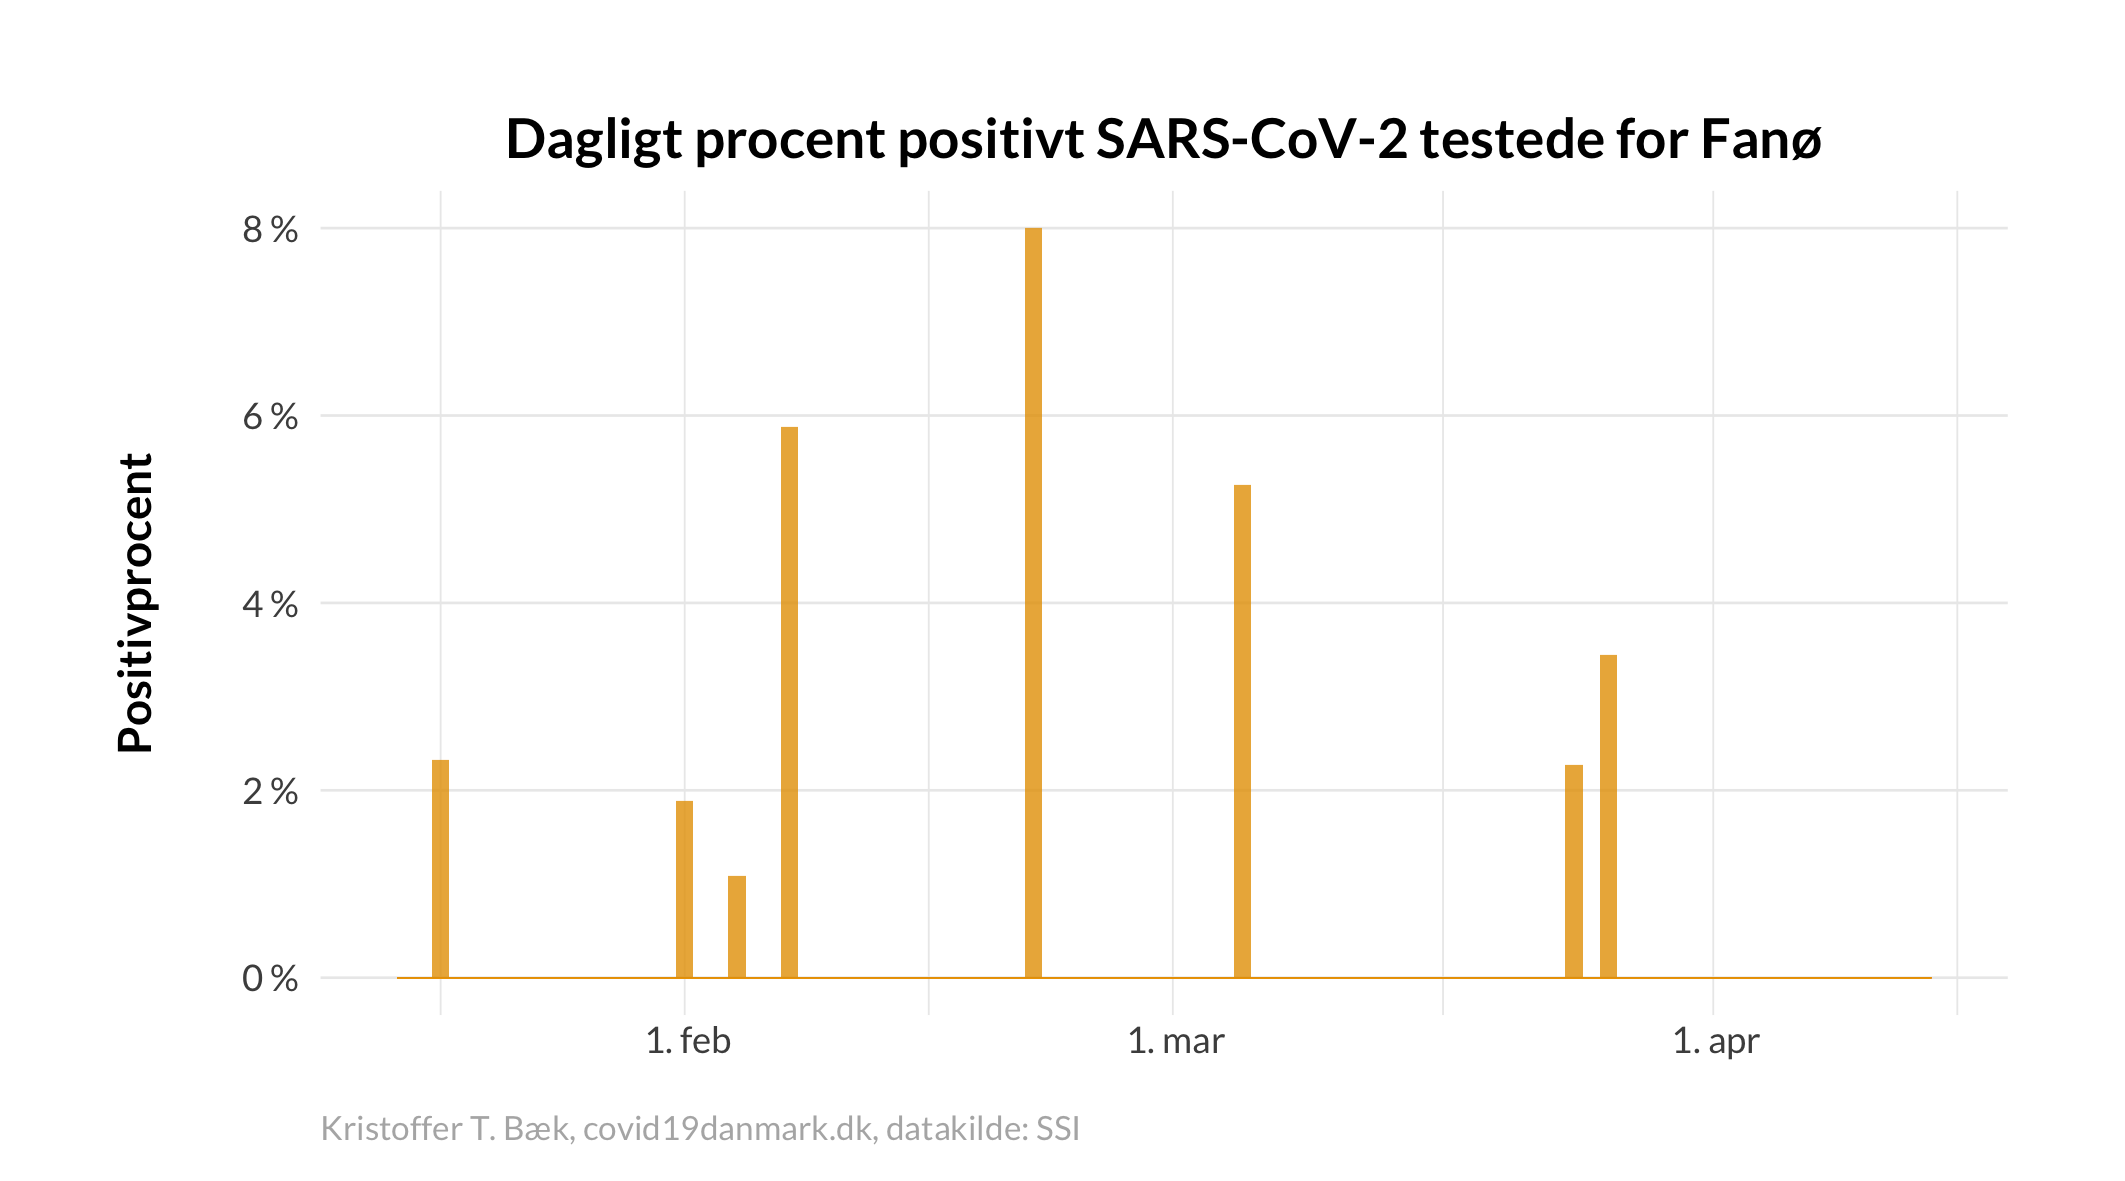 Dagligt procent positivt SARS-CoV-2 testede for Fanø
Positivprocent
8 %
6 %
4 %
2 %
0 %
1. feb
1. mar
1. apr
Kristoffer T. Bæk, covid19danmark.dk, datakilde: SSI